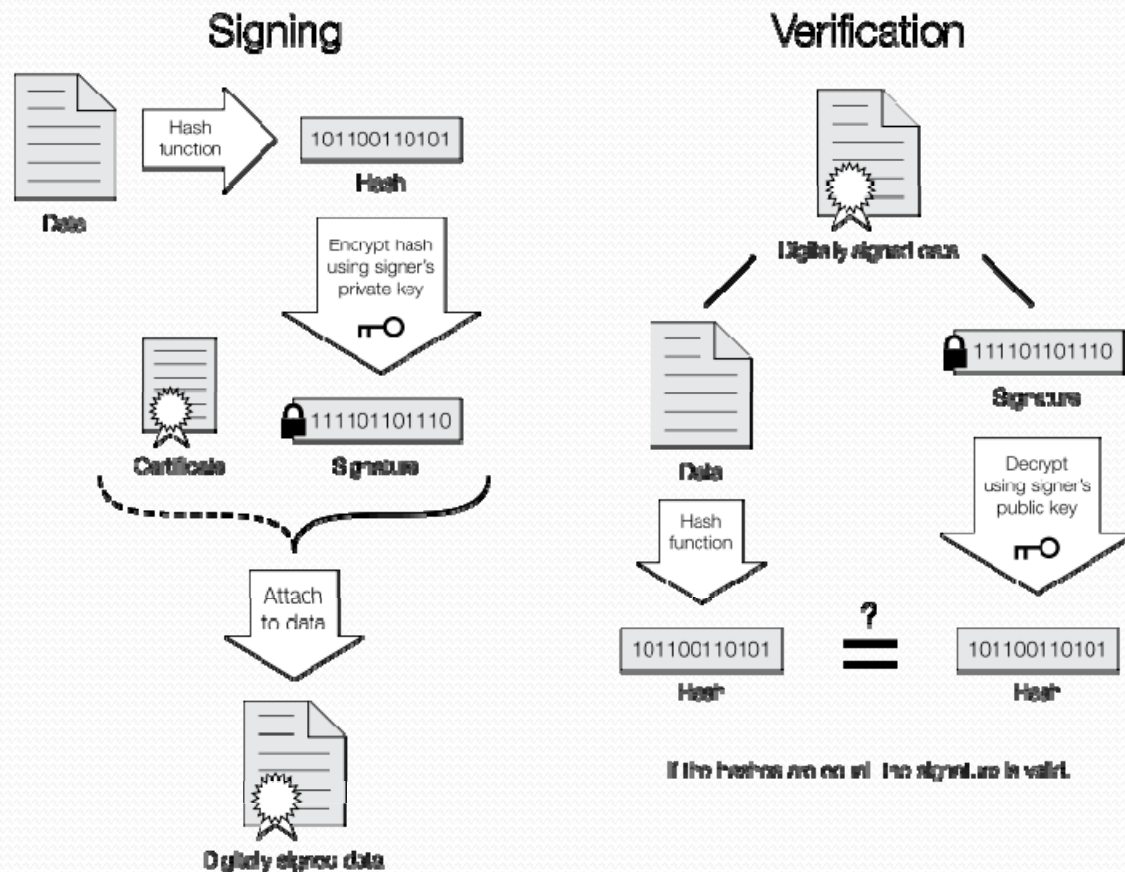 Signing
Data
Hash
function
101100110101
Hash
Encrypt hash
using signer's
private key
Certificate
111101101110
Signature
Attach
to data
Digitally signed data
Verification
Digitally signed data
Data
111101101110
Signature
Hash
function
Decrypt
using signer's
public key
101100110101
Hash
?
=
101100110101
Hash
If the hashes are equal, the signature is valid.